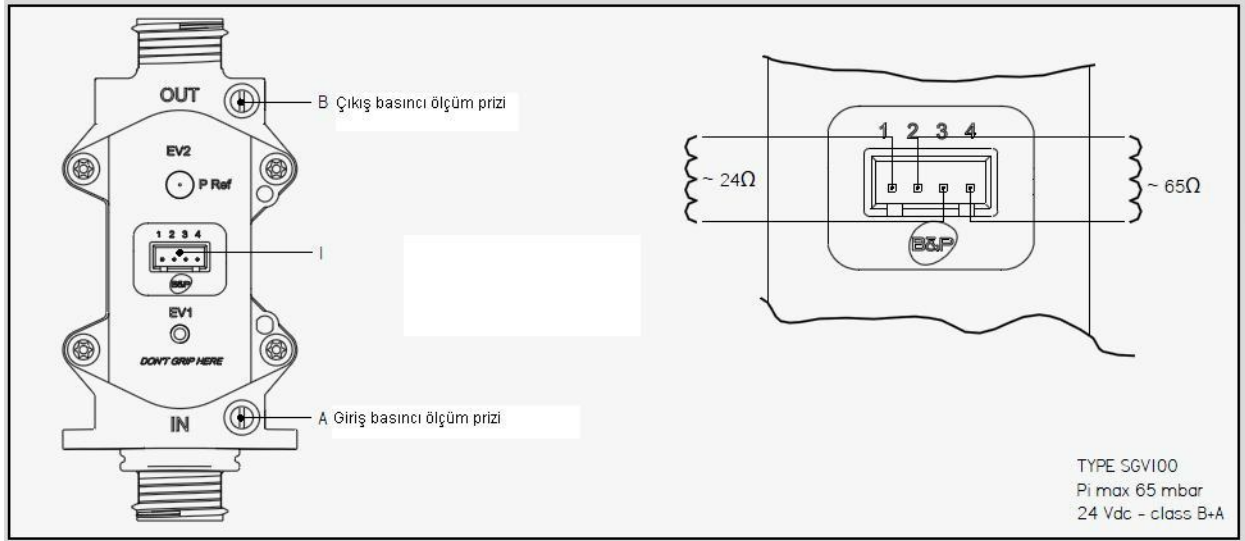 OUT
B Çıkış basıncı ölçüm prizi
EV2
P Ref
1 2 3 4
I
B&P
EV1
DON'T GRIP HERE
A Giriş basıncı ölçüm prizi
IN
1 2 3 4
~ 24Ω
~ 65Ω
B&P
TYPE SGV100
Pi max 65 mbar
24 Vdc - class B+A